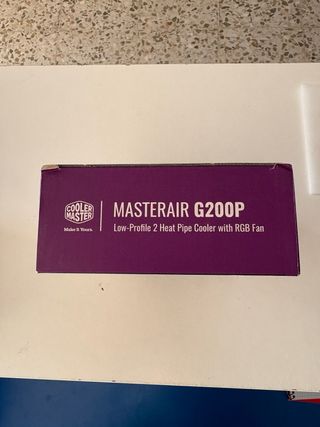 COOLER
MASTER
Make It Yours.
MASTERAIR G200P
Low-Profile 2 Heat Pipe Cooler with RGB Fan